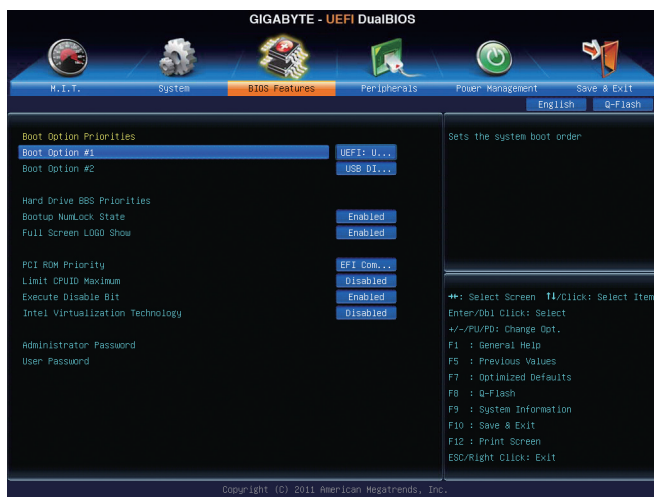 GIGABYTE - UEFI DualBIOS
M.I.T.
System
BIOS Features
Peripherals
Power Management
Save & Exit
English
Q-Flash
Boot Option Priorities
Boot Option #1 UEFI: U...
Boot Option #2 USB DI...
Hard Drive BBS Priorities
Bootup NumLock State Enabled
Full Screen LOGO Show Enabled
PCI ROM Priority EFI Com...
Limit CPUID Maximum Disabled
Execute Disable Bit Enabled
Intel Virtualization Technology Disabled
Administrator Password
User Password
Sets the system boot order
→←: Select Screen ↑↓/Click: Select Item
Enter/Dbl Click: Select
+/-/PU/PD: Change Opt.
F1 : General Help
F5 : Previous Values
F7 : Optimized Defaults
F8 : Q-Flash
F9 : System Information
F10 : Save & Exit
F12 : Print Screen
ESC/Right Click: Exit
Copyright (C) 2011 American Megatrends, Inc.